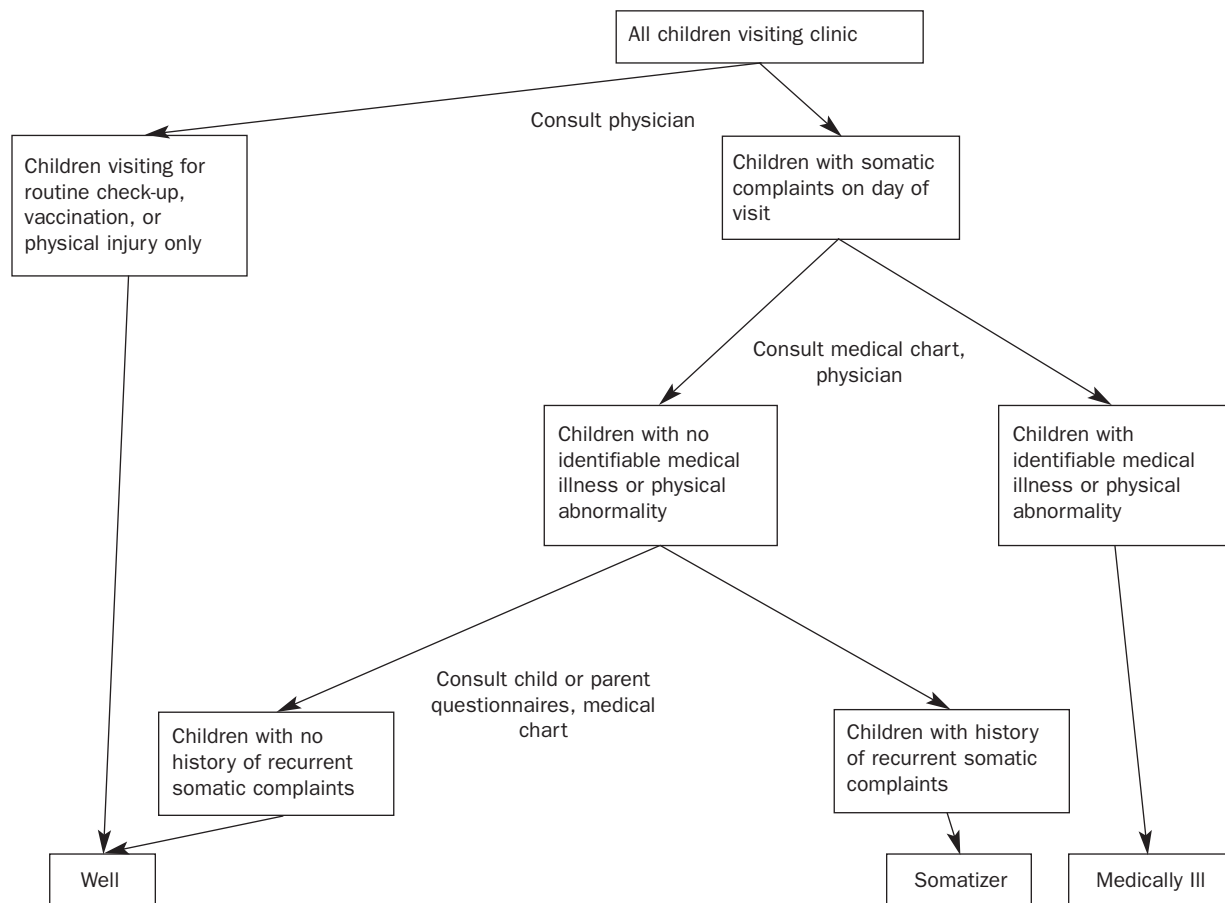 All children visiting clinic
Consult physician
Children visiting for
routine check-up,
vaccination, or
physical injury only
Children with somatic
complaints on day of
visit
Consult medical chart,
physician
Children with no
identifiable medical
illness or physical
abnormality
Children with
identifiable medical
illness or physical
abnormality
Consult child or parent
questionnaires, medical
chart
Children with no
history of recurrent
somatic complaints
Children with history
of recurrent somatic
complaints
Well
Somatizer
Medically Ill